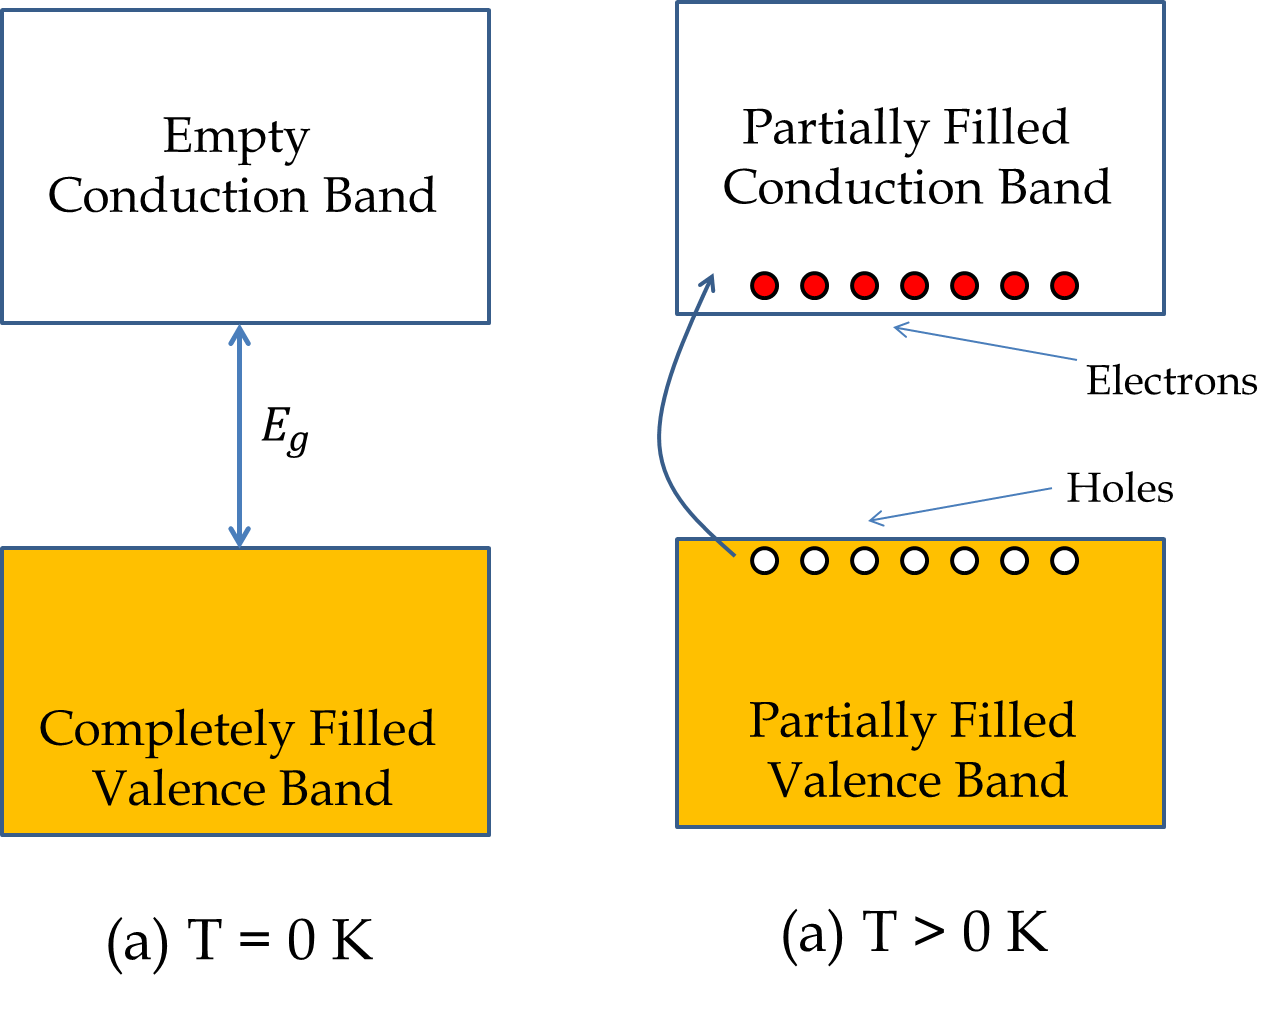 Empty
Conduction Band
E_g
Completely Filled
Valence Band
(a) T = 0 K
Partially Filled
Conduction Band
Electrons
Holes
Partially Filled
Valence Band
(a) T > 0 K